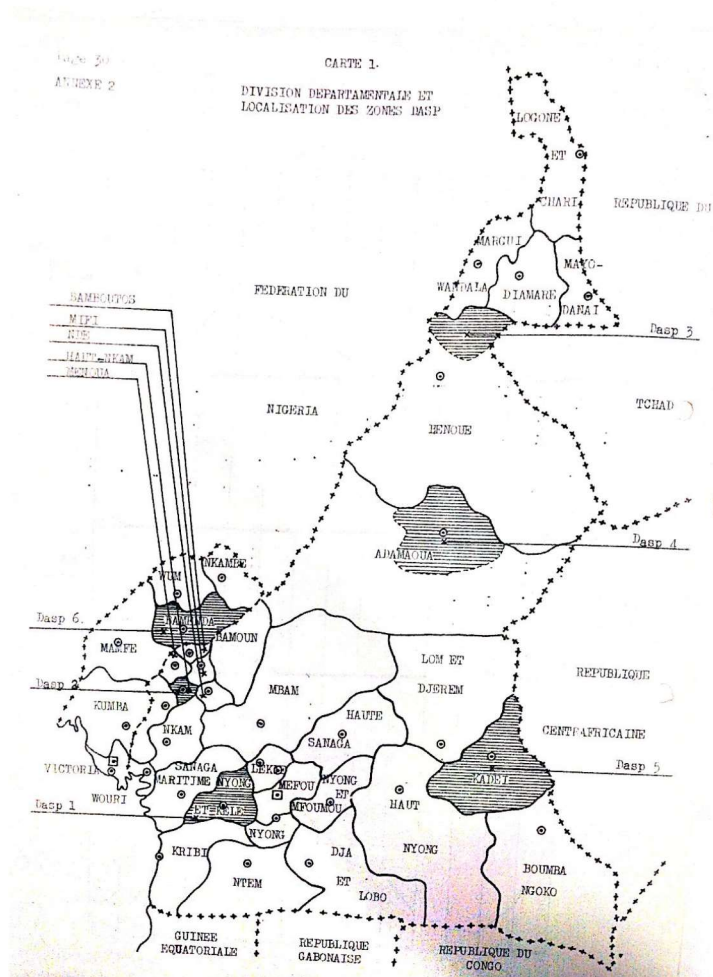 Page 30
ANNEXE 2
CARTE 1.
DIVISION DEPARTAMENTALE ET
LOCALISATION DES ZONES DASP
LOGONE
ET
CHARI
REPUBLIQUE DU
MARGUI
WANDALA
DIAMARE
MAYO-
DANAI
FEDERATION DU
BAMBOUTOS
MIFI
NDE
HAUT-NKAM
MENOUA
Dasp 3
NIGERIA
TCHAD
BENOUE
ADAMAOUA
Dasp 4
NKAMBE
WUM
BAMENDA
Dasp 6.
MAMFE
BAMOUN
LOM ET
DJEREM
REPUBLIQUE
Dasp 2
MBAM
KUMBA
HAUTE
SANAGA
CENTRAFRICAINE
NKAM
VICTORIA
SANAGA
MARITIME
LEKIE
NYONG
MEFOU
NYONG
ET
MFOUMOU
KADEI
Dasp 5
WOURI
HAUT
NYONG
Dasp 1
ET-KELE
NYONG
KRIBI
NTEM
DJA
ET
LOBO
BOUMBA
NGOKO
GUINEE
EQUATORIALE
REPUBLIQUE
GABONAISE
REPUBLIQUE DU
CONGO